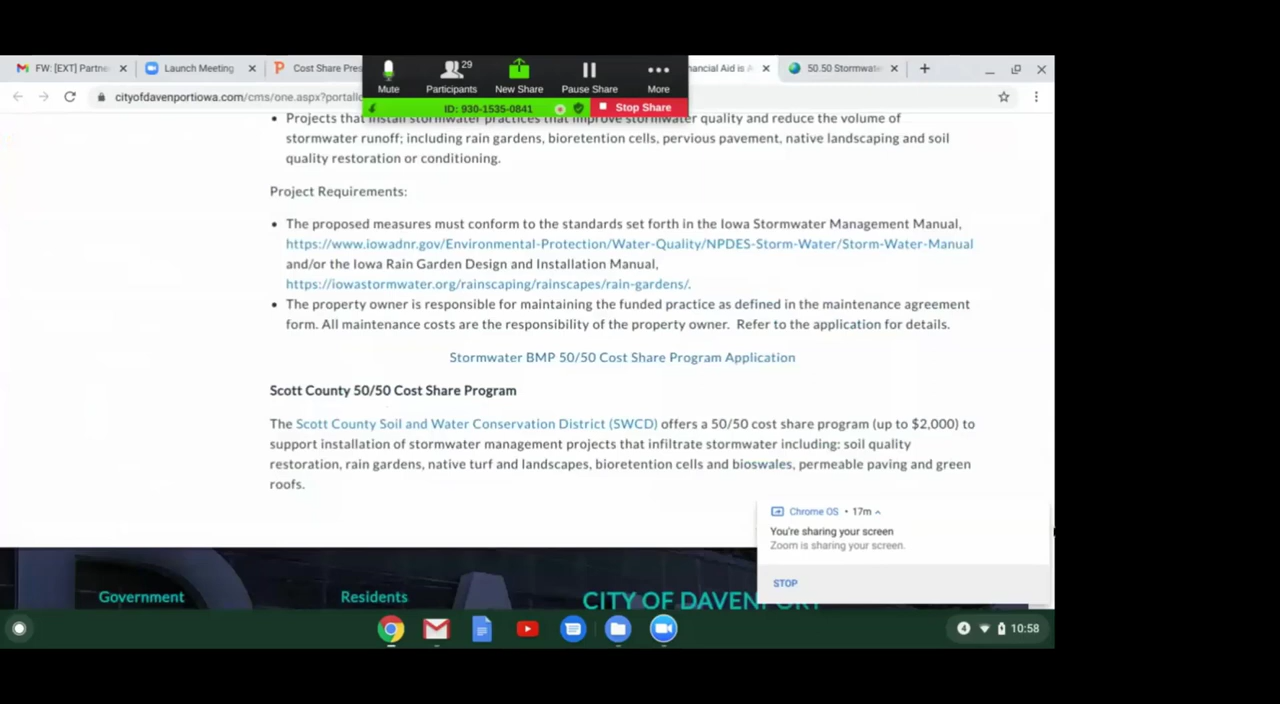 FW: [EXT] Partne
Launch Meeting
Cost Share Pres
nancial Aid is A
50.50 Stormwate
Mute
Participants
29
New Share
Pause Share
More
cityofdavenportiowa.com/cms/one.aspx?portalId
ID: 930-1535-0841
Stop Share
Projects that install stormwater practices that improve stormwater quality and reduce the volume of
stormwater runoff; including rain gardens, bioretention cells, pervious pavement, native landscaping and soil
quality restoration or conditioning.
Project Requirements:
The proposed measures must conform to the standards set forth in the Iowa Stormwater Management Manual,
https://www.iowadnr.gov/Environmental-Protection/Water-Quality/NPDES-Storm-Water/Storm-Water-Manual
and/or the Iowa Rain Garden Design and Installation Manual,
https://iowastormwater.org/rainscaping/rainscapes/rain-gardens/.
The property owner is responsible for maintaining the funded practice as defined in the maintenance agreement
form. All maintenance costs are the responsibility of the property owner. Refer to the application for details.
Stormwater BMP 50/50 Cost Share Program Application
Scott County 50/50 Cost Share Program
The Scott County Soil and Water Conservation District (SWCD) offers a 50/50 cost share program (up to $2,000) to
support installation of stormwater management projects that infiltrate stormwater including: soil quality
restoration, rain gardens, native turf and landscapes, bioretention cells and bioswales, permeable paving and green
roofs.
Chrome OS • 17m
You're sharing your screen
Zoom is sharing your screen.
STOP
Government
Residents
CITY OF DAVENPORT
4
10:58